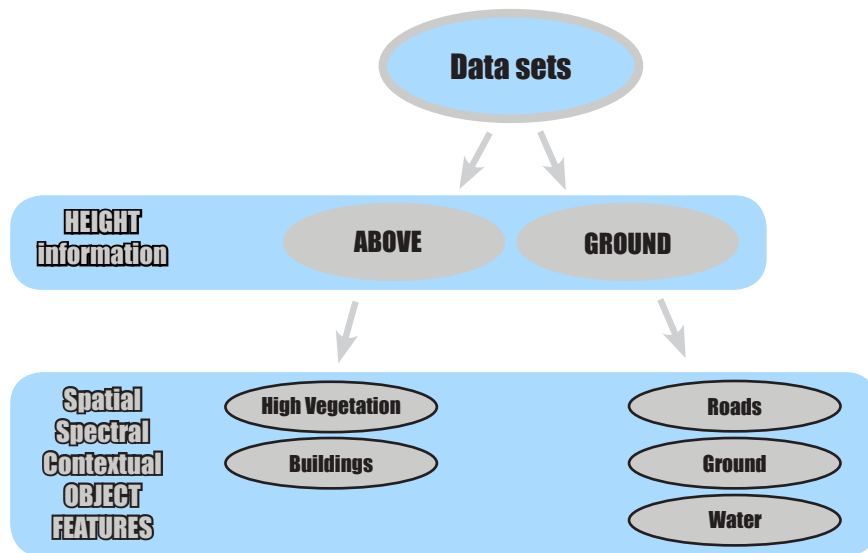 Data sets
HEIGHT
information
ABOVE
GROUND
Spatial
Spectral
Contextual
OBJECT
FEATURES
High Vegetation
Buildings
Roads
Ground
Water